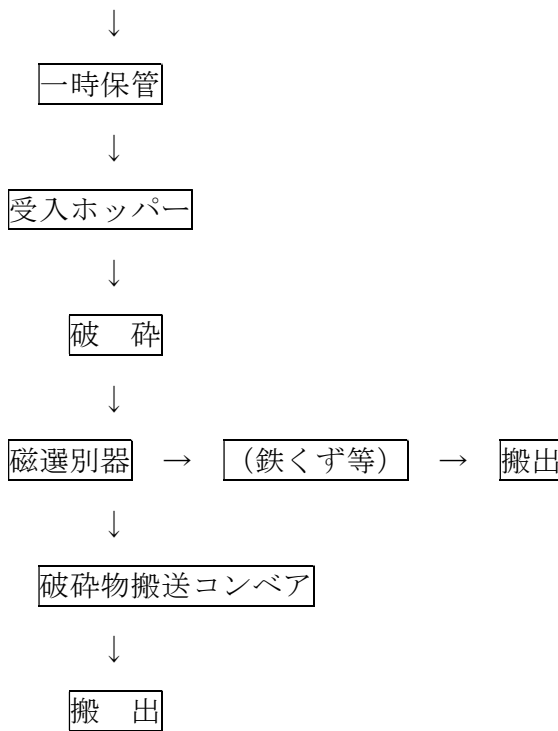 ↓
一時保管
↓
受入ホッパー
↓
破　砕
↓
磁選別器　→　（鉄くず等）　→　搬出
↓
破砕物搬送コンベア
↓
搬　出